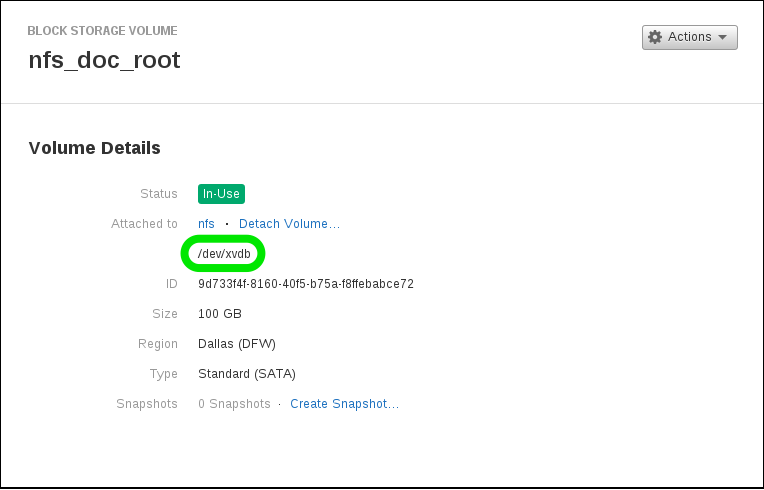 BLOCK STORAGE VOLUME
nfs_doc_root
Actions
Volume Details
Status In-Use
Attached to nfs · Detach Volume...
/dev/xvdb
ID 9d733f4f-8160-40f5-b75a-f8ffebabce72
Size 100 GB
Region Dallas (DFW)
Type Standard (SATA)
Snapshots 0 Snapshots · Create Snapshot...